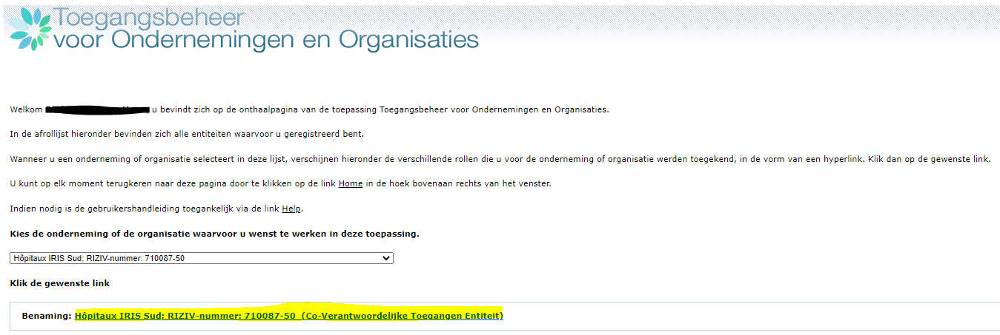 Toegangsbeheer
voor Ondernemingen en Organisaties
Welkom , u bevindt zich op de onthaalpagina van de toepassing Toegangsbeheer voor Ondernemingen en Organisaties.
In de afrollijst hieronder bevinden zich alle entiteiten waarvoor u geregistreerd bent.
Wanneer u een onderneming of organisatie selecteert in deze lijst, verschijnen hieronder de verschillende rollen die u voor de onderneming of organisatie werden toegekend, in de vorm van een hyperlink. Klik dan op de gewenste link.
U kunt op elk moment terugkeren naar deze pagina door te klikken op de link Home in de hoek bovenaan rechts van het venster.
Indien nodig is de gebruikershandleiding toegankelijk via de link Help.
Kies de onderneming of de organisatie waarvoor u wenst te werken in deze toepassing.
Hôpitaux IRIS Sud; RIZIV-nummer: 710087-50
Klik de gewenste link
Benaming: Hôpitaux IRIS Sud; RIZIV-nummer: 710087-50 (Co-Verantwoordelijke Toegangen Entiteit)